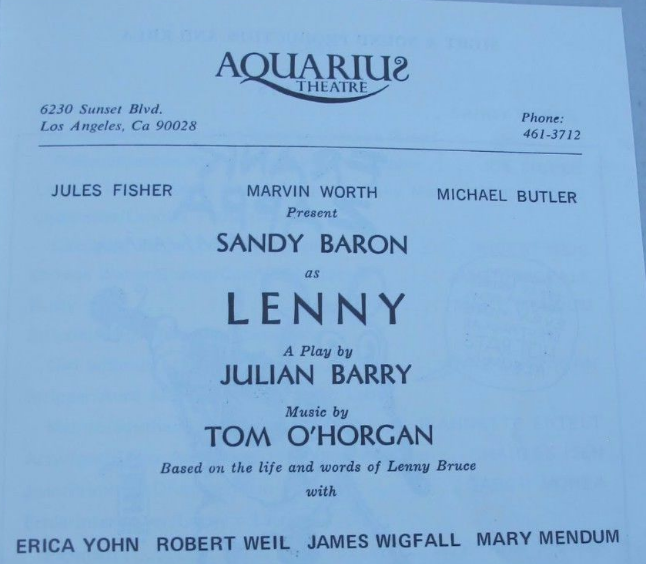 AQUARIUS
THEATRE
6230 Sunset Blvd.
Los Angeles, Ca 90028
Phone:
461-3712
JULES FISHER MARVIN WORTH MICHAEL BUTLER
Present
SANDY BARON
as
LENNY
A Play by
JULIAN BARRY
Music by
TOM O'HORGAN
Based on the life and words of Lenny Bruce
with
ERICA YOHN ROBERT WEIL JAMES WIGFALL MARY MENDUM